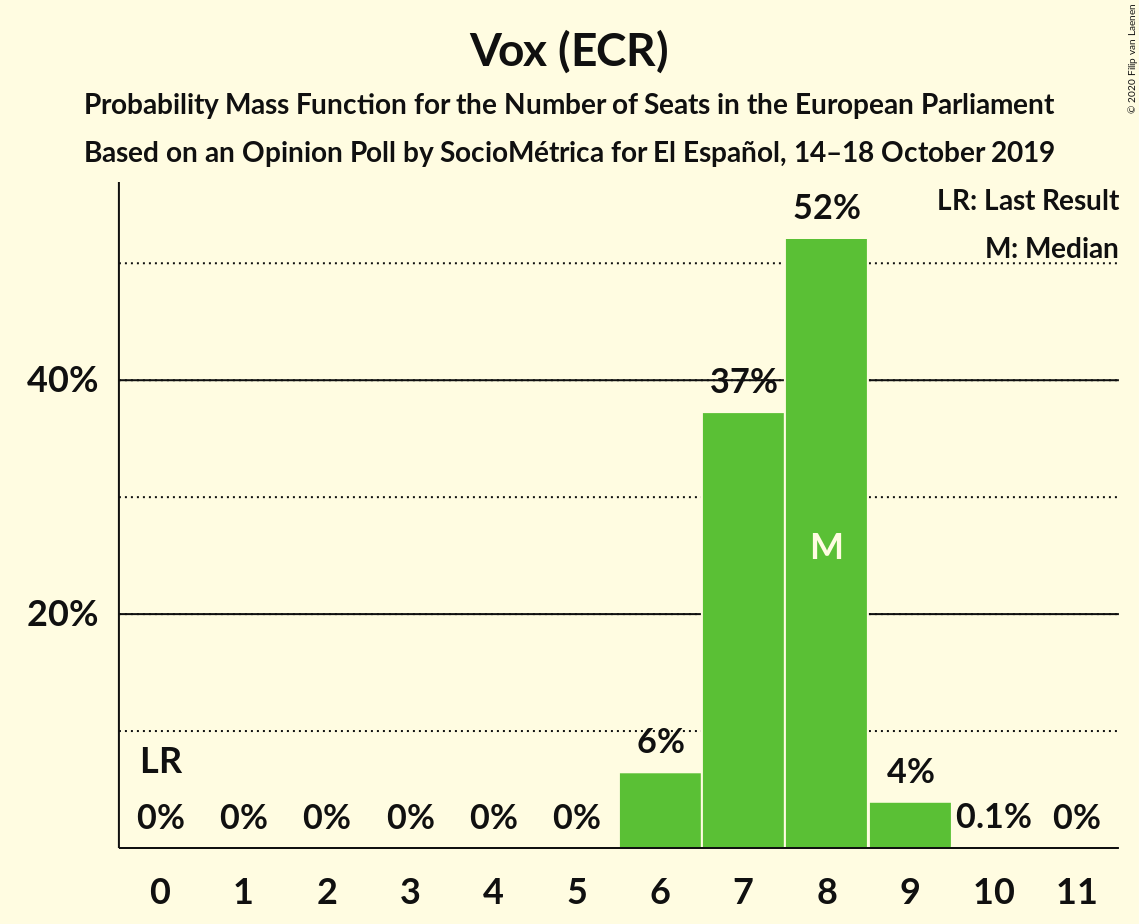 Vox (ECR)
Probability Mass Function for the Number of Seats in the European Parliament
Based on an Opinion Poll by SocioMétrica for El Español, 14–18 October 2019
© 2020 Filip van Laenen
LR: Last Result
M: Median
52%
40%
37%
M
20%
6%
LR
4%
0% 0% 0% 0% 0% 0% 0.1% 0%
0 1 2 3 4 5 6 7 8 9 10 11